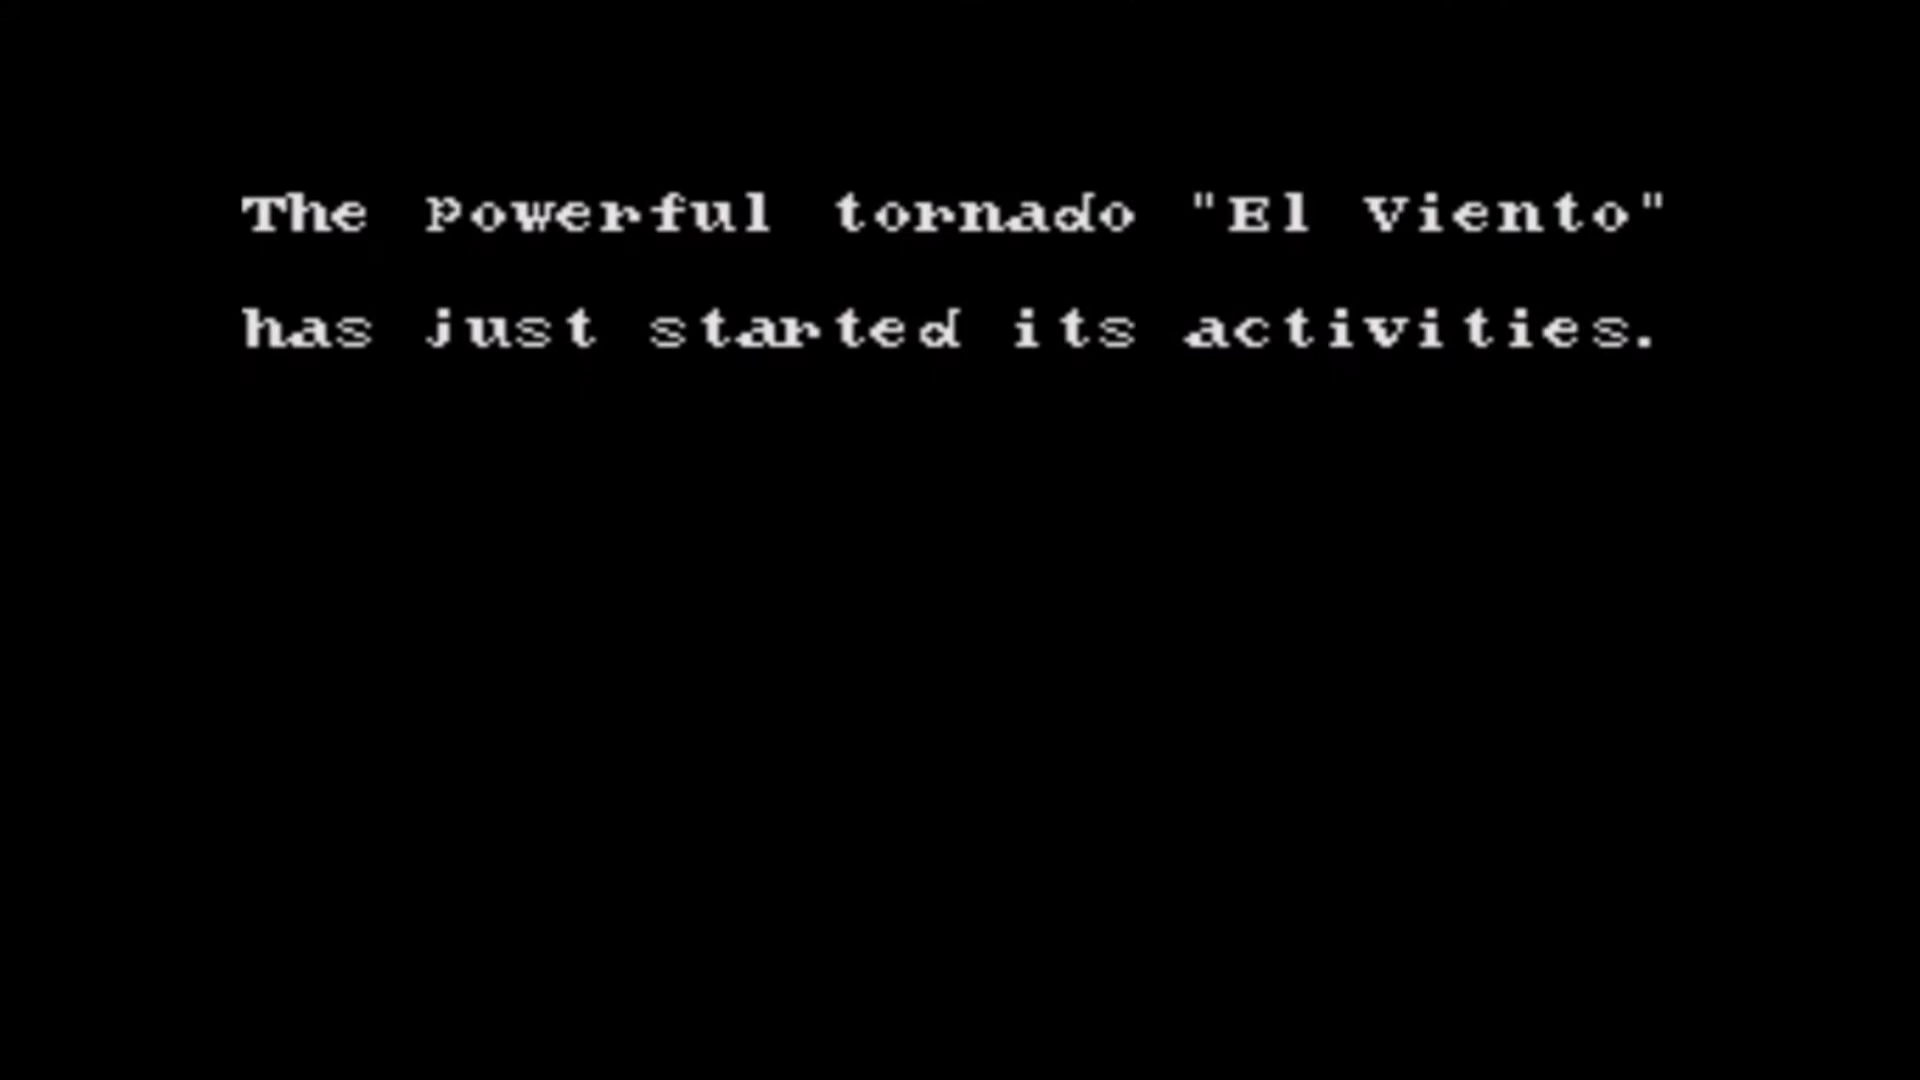 The powerful tornado "El Viento"
has just started its activities.